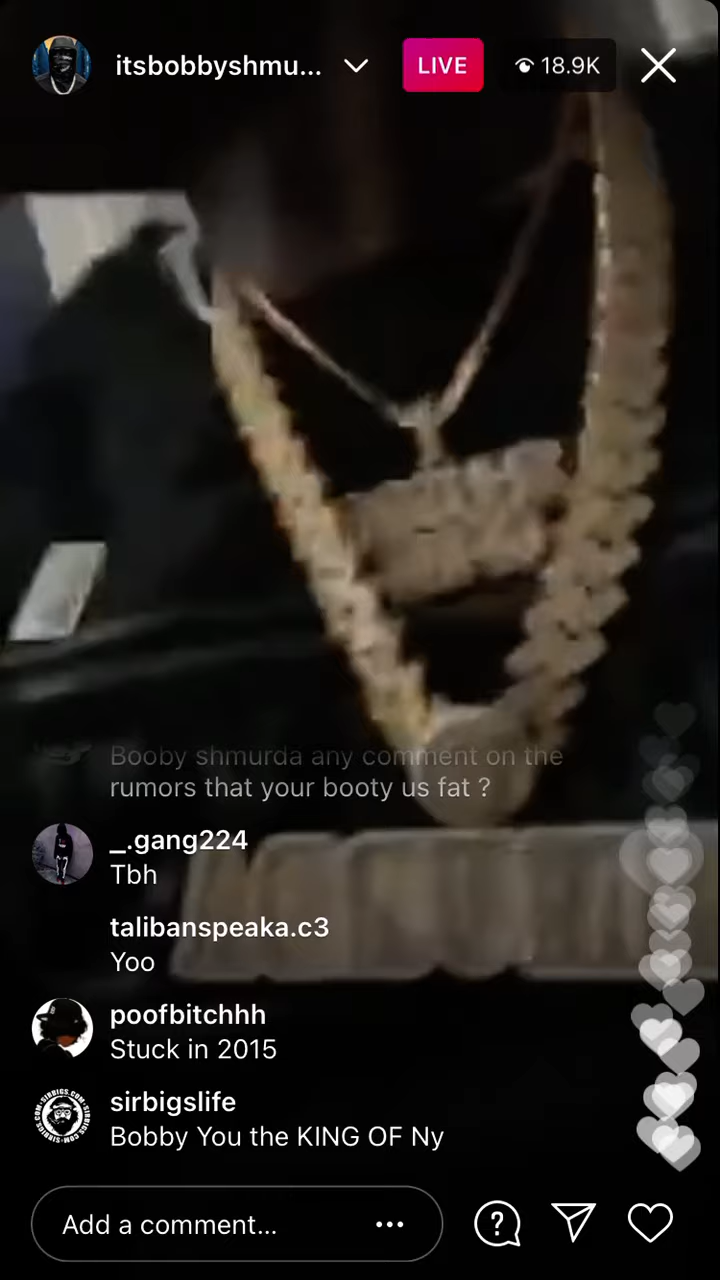 itsbobbyshmu...
LIVE
18.9K
Booby shmurda any comment on the
rumors that your booty us fat ?
_.gang224
Tbh
talibanspeaka.c3
Yoo
poofbitchhh
Stuck in 2015
sirbigslife
Bobby You the KING OF Ny
Add a comment...